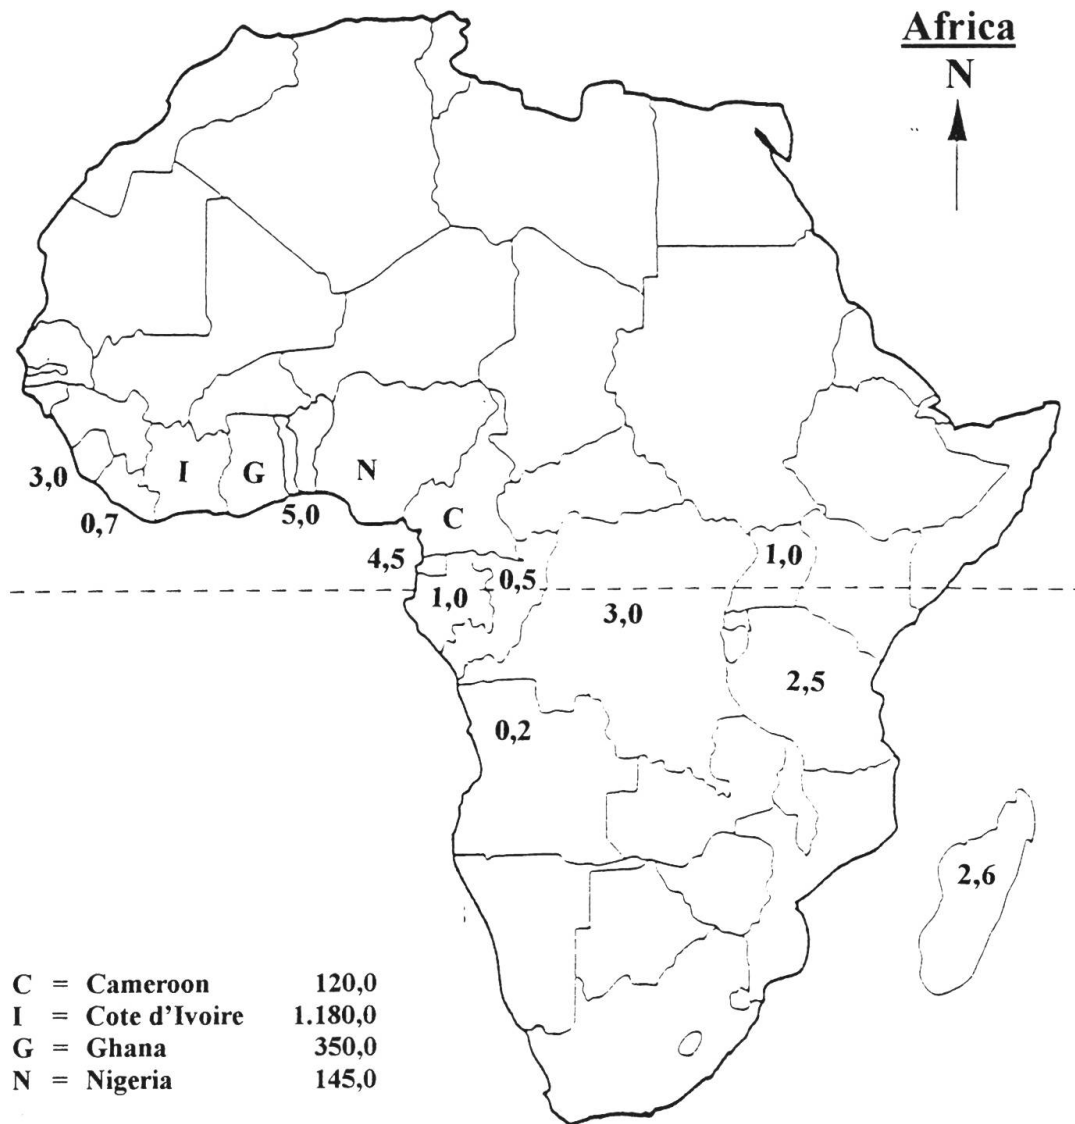 Africa
N
I
G
N
3,0
0,7
5,0
C
4,5
0,5
1,0
1,0
3,0
2,5
0,2
2,6
C = Cameroon 120,0
I = Cote d'Ivoire 1.180,0
G = Ghana 350,0
N = Nigeria 145,0